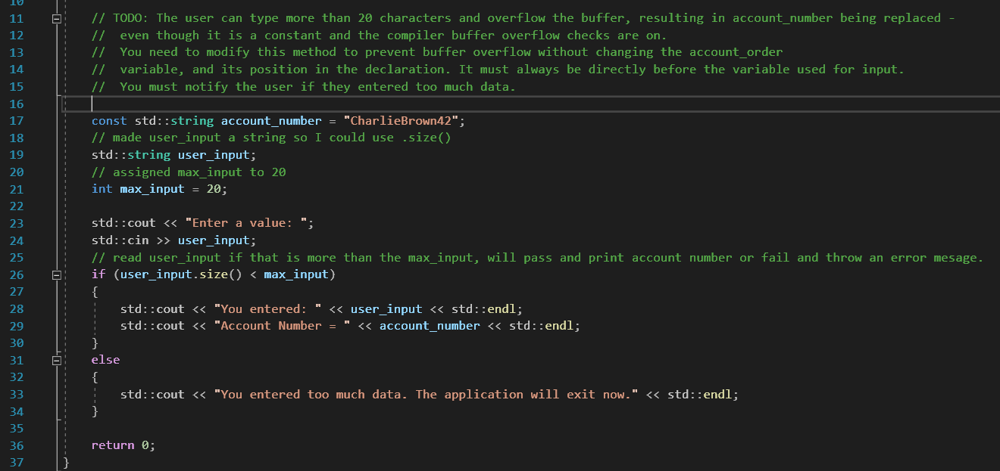 10
11 // TODO: The user can type more than 20 characters and overflow the buffer, resulting in account_number being replaced -
12 //  even though it is a constant and the compiler buffer overflow checks are on.
13 //  You need to modify this method to prevent buffer overflow without changing the account_order
14 //  variable, and its position in the declaration. It must always be directly before the variable used for input.
15 //  You must notify the user if they entered too much data.
16
17 const std::string account_number = "CharlieBrown42";
18 // made user_input a string so I could use .size()
19 std::string user_input;
20 // assigned max_input to 20
21 int max_input = 20;
22
23 std::cout << "Enter a value: ";
24 std::cin >> user_input;
25 // read user_input if that is more than the max_input, will pass and print account number or fail and throw an error mesage.
26 if (user_input.size() < max_input)
27 {
28     std::cout << "You entered: " << user_input << std::endl;
29     std::cout << "Account Number = " << account_number << std::endl;
30 }
31 else
32 {
33     std::cout << "You entered too much data. The application will exit now." << std::endl;
34 }
35
36 return 0;
37 }